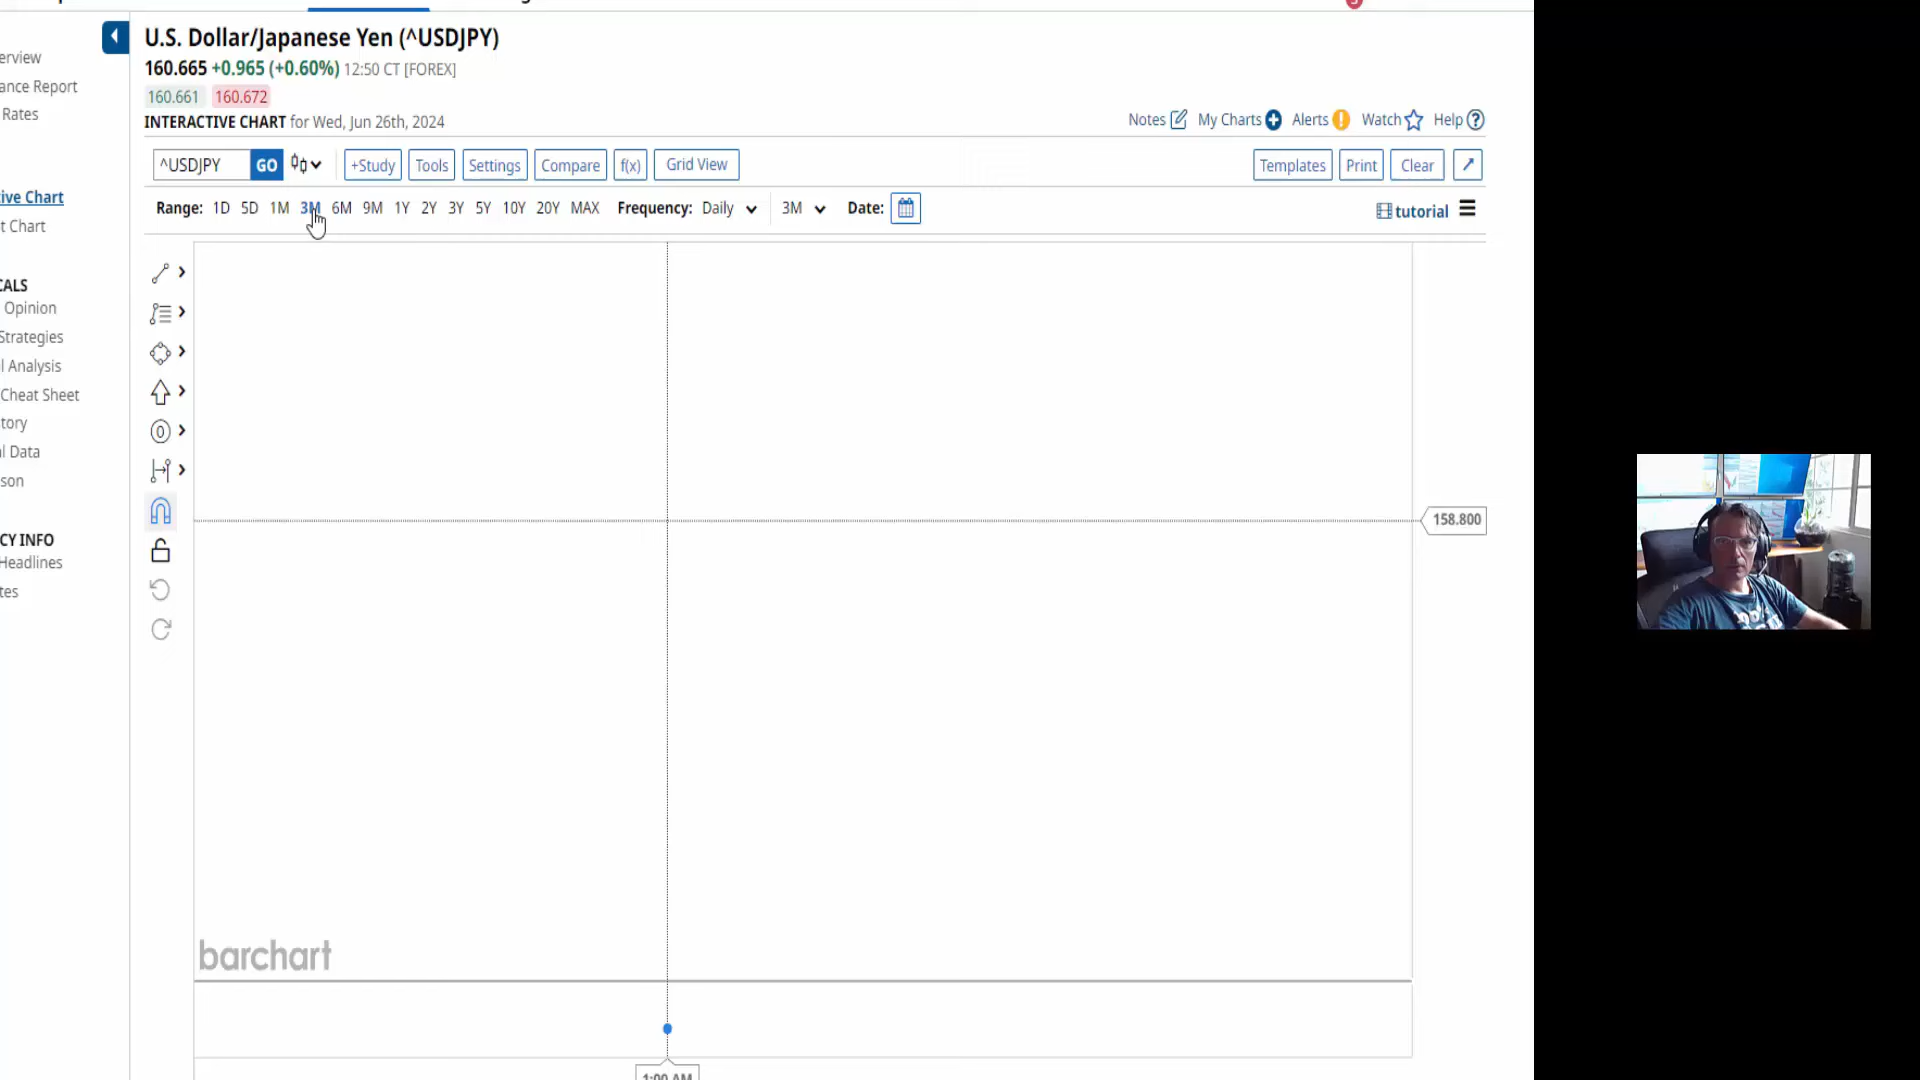 U.S. Dollar/Japanese Yen (^USDJPY)
160.665 +0.965 (+0.60%) 12:50 CT [FOREX]
160.661 160.672
INTERACTIVE CHART for Wed, Jun 26th, 2024
Notes My Charts Alerts Watch Help
^USDJPY GO +Study Tools Settings Compare f(x) Grid View Templates Print Clear
Range: 1D 5D 1M 3M 6M 9M 1Y 2Y 3Y 5Y 10Y 20Y MAX Frequency: Daily 3M Date: tutorial
erview
ance Report
Rates
ive Chart
t Chart
CALS
Opinion
Strategies
l Analysis
Cheat Sheet
tory
l Data
son
CY INFO
Headlines
tes
158.800
barchart
1:00 AM